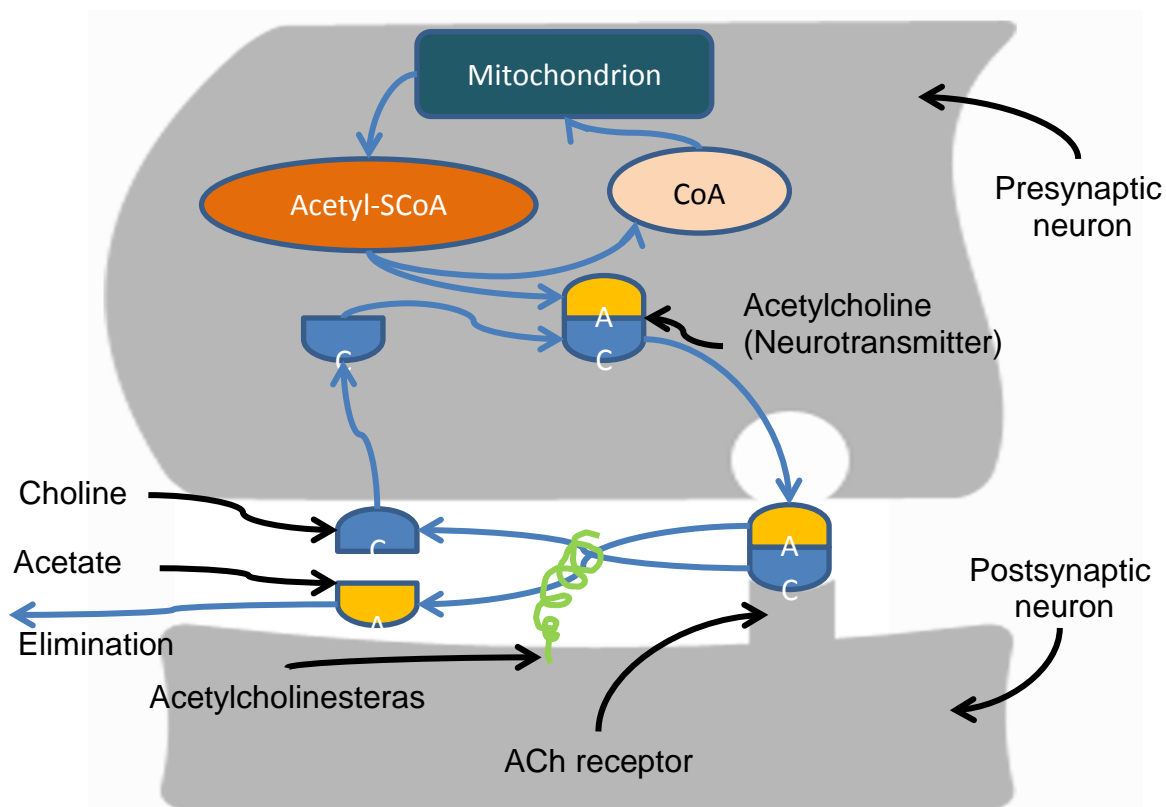 Mitochondrion
Acetyl-SCoA
CoA
Presynaptic
neuron
A
C
Acetylcholine
(Neurotransmitter)
C
Choline
C
Acetate
A
Elimination
A
C
Postsynaptic
neuron
Acetylcholinesteras
ACh receptor